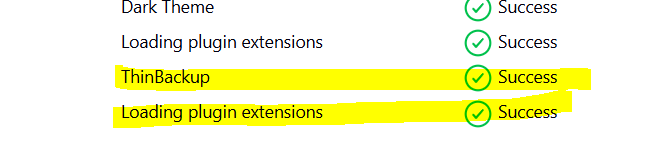 Dark Theme Success
Loading plugin extensions Success
ThinBackup Success
Loading plugin extensions Success